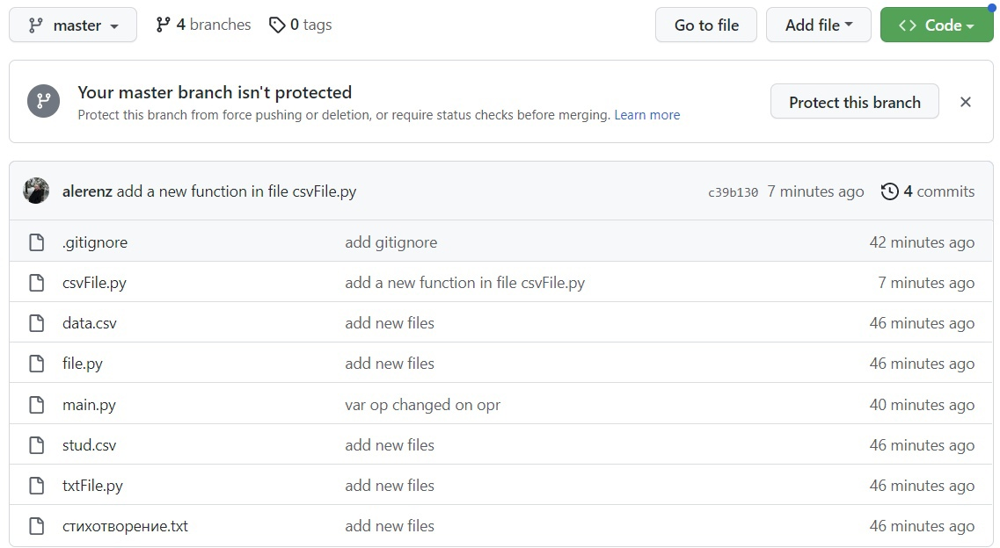 master 4 branches 0 tags Go to file Add file Code
Your master branch isn't protected
Protect this branch from force pushing or deletion, or require status checks before merging. Learn more
Protect this branch
alerenz add a new function in file csvFile.py c39b130 7 minutes ago 4 commits
.gitignore add gitignore 42 minutes ago
csvFile.py add a new function in file csvFile.py 7 minutes ago
data.csv add new files 46 minutes ago
file.py add new files 46 minutes ago
main.py var op changed on opr 40 minutes ago
stud.csv add new files 46 minutes ago
txtFile.py add new files 46 minutes ago
стихотворение.txt add new files 46 minutes ago